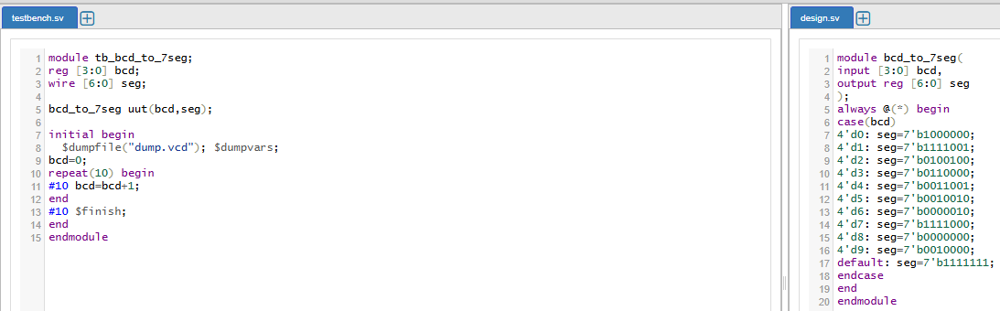 testbench.sv
1 module tb_bcd_to_7seg;
2 reg [3:0] bcd;
3 wire [6:0] seg;
4
5 bcd_to_7seg uut(bcd,seg);
6
7 initial begin
8   $dumpfile("dump.vcd"); $dumpvars;
9 bcd=0;
10 repeat(10) begin
11 #10 bcd=bcd+1;
12 end
13 #10 $finish;
14 end
15 endmodule
design.sv
1 module bcd_to_7seg(
2 input [3:0] bcd,
3 output reg [6:0] seg
4 );
5 always @(*) begin
6 case(bcd)
7 4'd0: seg=7'b1000000;
8 4'd1: seg=7'b1111001;
9 4'd2: seg=7'b0100100;
10 4'd3: seg=7'b0110000;
11 4'd4: seg=7'b0011001;
12 4'd5: seg=7'b0010010;
13 4'd6: seg=7'b0000010;
14 4'd7: seg=7'b1111000;
15 4'd8: seg=7'b0000000;
16 4'd9: seg=7'b0010000;
17 default: seg=7'b1111111;
18 endcase
19 end
20 endmodule